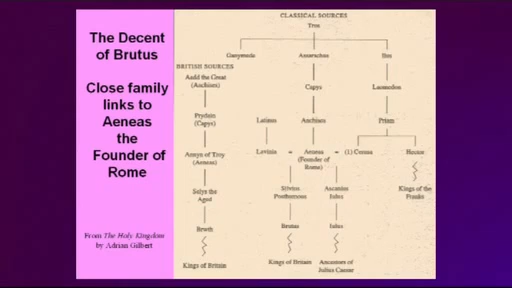 The Decent
of Brutus
Close family
links to
Aeneas
the
Founder of
Rome
From The Holy Kingdom
by Adrian Gilbert
CLASSICAL SOURCES
Tros
Ganymede Assarachus Ilus
BRITISH SOURCES
Aedd the Great
(Anchises)
Capys Laomedon
Prydain
(Capys)
Latinus Anchises Priam
Annyn of Troy
(Aeneas)
Lavinia = Aeneas = (1) Creusa Hector
(Founder of
Rome)
Selys the
Aged
Silvius
Posthumous
Ascanius
Iulus
Kings of the
Franks
Brwth
Brutus Iulus
Kings of Britain
Kings of Britain
Ancestors of
Julius Caesar